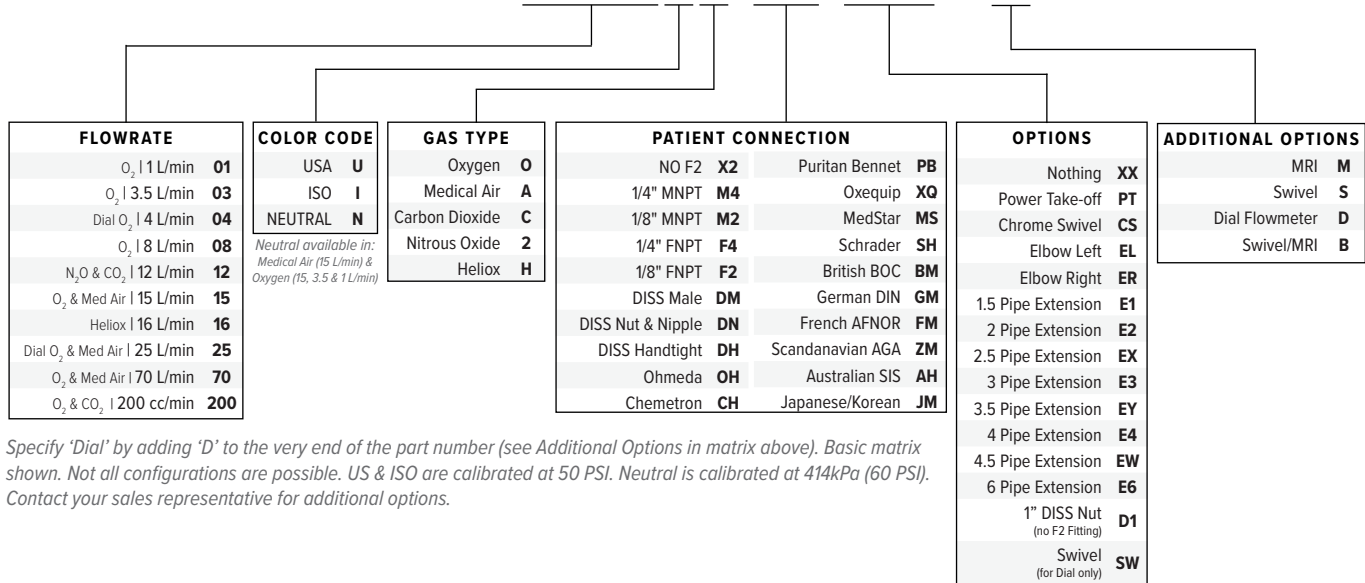 FLOWRATE
O₂ | 1 L/min 01
O₂ | 3.5 L/min 03
Dial O₂ | 4 L/min 04
O₂ | 8 L/min 08
N₂O & CO₂ | 12 L/min 12
O₂ & Med Air | 15 L/min 15
Heliox | 16 L/min 16
Dial O₂ & Med Air | 25 L/min 25
O₂ & Med Air | 70 L/min 70
O₂ & CO₂ | 200 cc/min 200
COLOR CODE
USA U
ISO I
NEUTRAL N
Neutral available in:
Medical Air (15 L/min) &
Oxygen (15, 3.5 & 1 L/min)
GAS TYPE
Oxygen O
Medical Air A
Carbon Dioxide C
Nitrous Oxide 2
Heliox H
PATIENT CONNECTION
NO F2 X2
1/4" MNPT M4
1/8" MNPT M2
1/4" FNPT F4
1/8" FNPT F2
DISS Male DM
DISS Nut & Nipple DN
DISS Handtight DH
Ohmeda OH
Chemetron CH
Puritan Bennet PB
Oxequip XQ
MedStar MS
Schrader SH
British BOC BM
German DIN GM
French AFNOR FM
Scandanavian AGA ZM
Australian SIS AH
Japanese/Korean JM
OPTIONS
Nothing XX
Power Take-off PT
Chrome Swivel CS
Elbow Left EL
Elbow Right ER
1.5 Pipe Extension E1
2 Pipe Extension E2
2.5 Pipe Extension EX
3 Pipe Extension E3
3.5 Pipe Extension EY
4 Pipe Extension E4
4.5 Pipe Extension EW
6 Pipe Extension E6
1” DISS Nut D1
(no F2 Fitting)
Swivel SW
(for Dial only)
ADDITIONAL OPTIONS
MRI M
Swivel S
Dial Flowmeter D
Swivel/MRI B
Specify ‘Dial’ by adding ‘D’ to the very end of the part number (see Additional Options in matrix above). Basic matrix
shown. Not all configurations are possible. US & ISO are calibrated at 50 PSI. Neutral is calibrated at 414kPa (60 PSI).
Contact your sales representative for additional options.